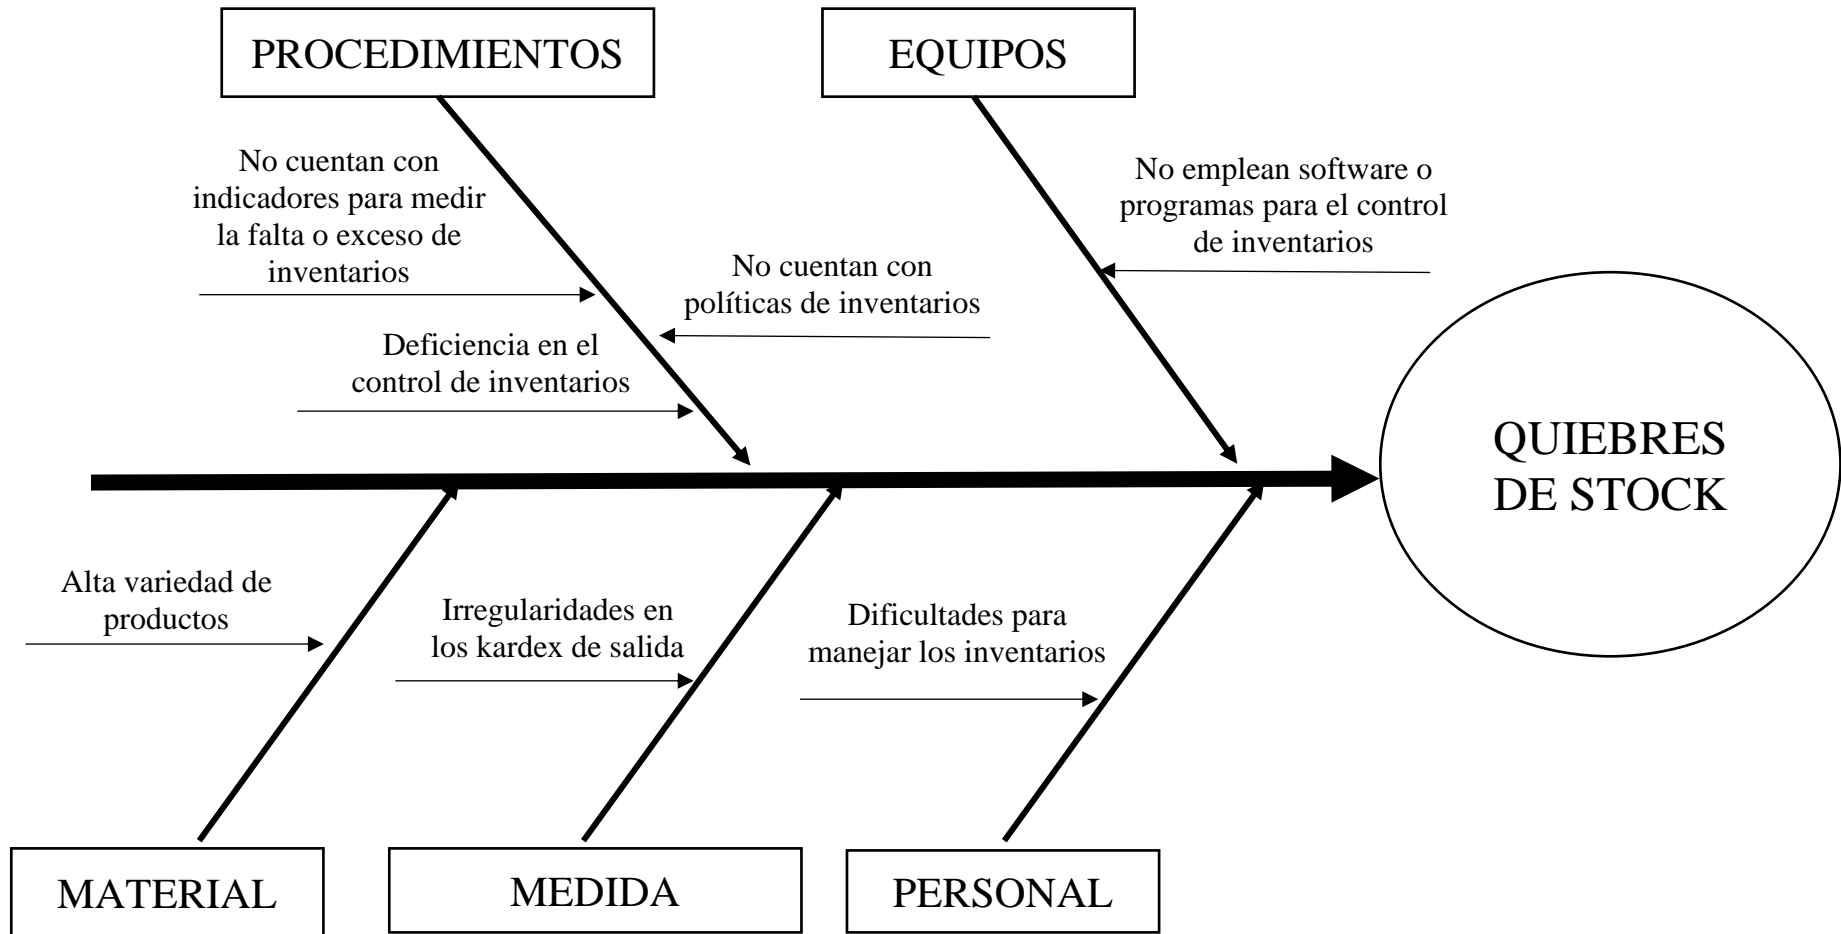 PROCEDIMIENTOS
EQUIPOS
No cuentan con
indicadores para medir
la falta o exceso de
inventarios
No emplean software o
programas para el control
de inventarios
No cuentan con
políticas de inventarios
Deficiencia en el
control de inventarios
QUIEBRES
DE STOCK
Alta variedad de
productos
Irregularidades en
los kardex de salida
Dificultades para
manejar los inventarios
MATERIAL
MEDIDA
PERSONAL